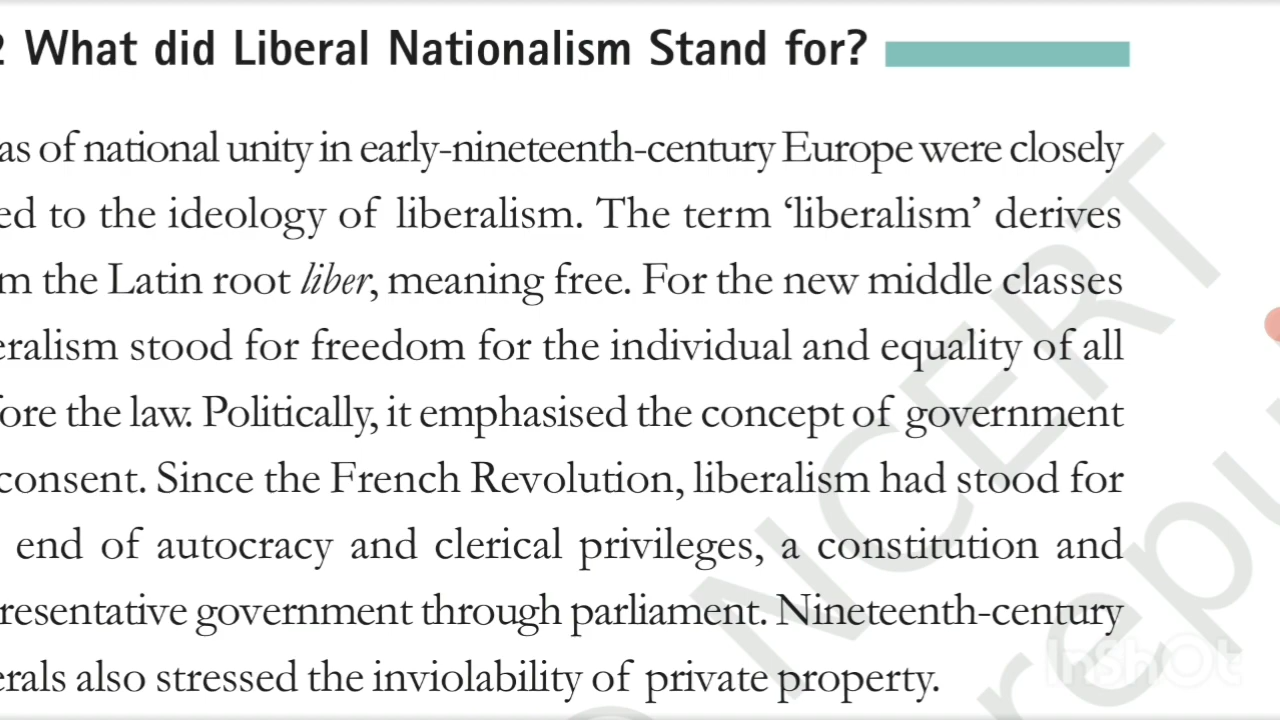 2 What did Liberal Nationalism Stand for?
as of national unity in early-nineteenth-century Europe were closely
ed to the ideology of liberalism. The term ‘liberalism’ derives
m the Latin root liber, meaning free. For the new middle classes
eralism stood for freedom for the individual and equality of all
ore the law. Politically, it emphasised the concept of government
consent. Since the French Revolution, liberalism had stood for
end of autocracy and clerical privileges, a constitution and
resentative government through parliament. Nineteenth-century
erals also stressed the inviolability of private property.
NCERT
repu
InShOt